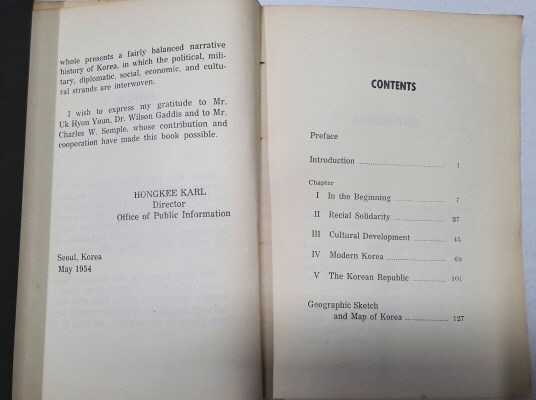 whole presents a fairly balanced narrative
history of Korea, in which the political, mili-
tary, diplomatic, social, economic, and cultu-
ral strands are interwoven.
I wish to express my gratitude to Mr.
Uk Hyon Youn, Dr. Wilson Gaddis and to Mr.
Charles W. Semple, whose contribution and
cooperation have made this book possible.
HONGKEE KARL
Director
Office of Public Information
Seoul, Korea
May 1954
CONTENTS
Preface
Introduction 1
Chapter
I In the Beginning 7
II Recial Solidarity 27
III Cultural Development 45
IV Modern Korea 69
V The Korean Republic 101
Geographic Sketch
and Map of Korea 127